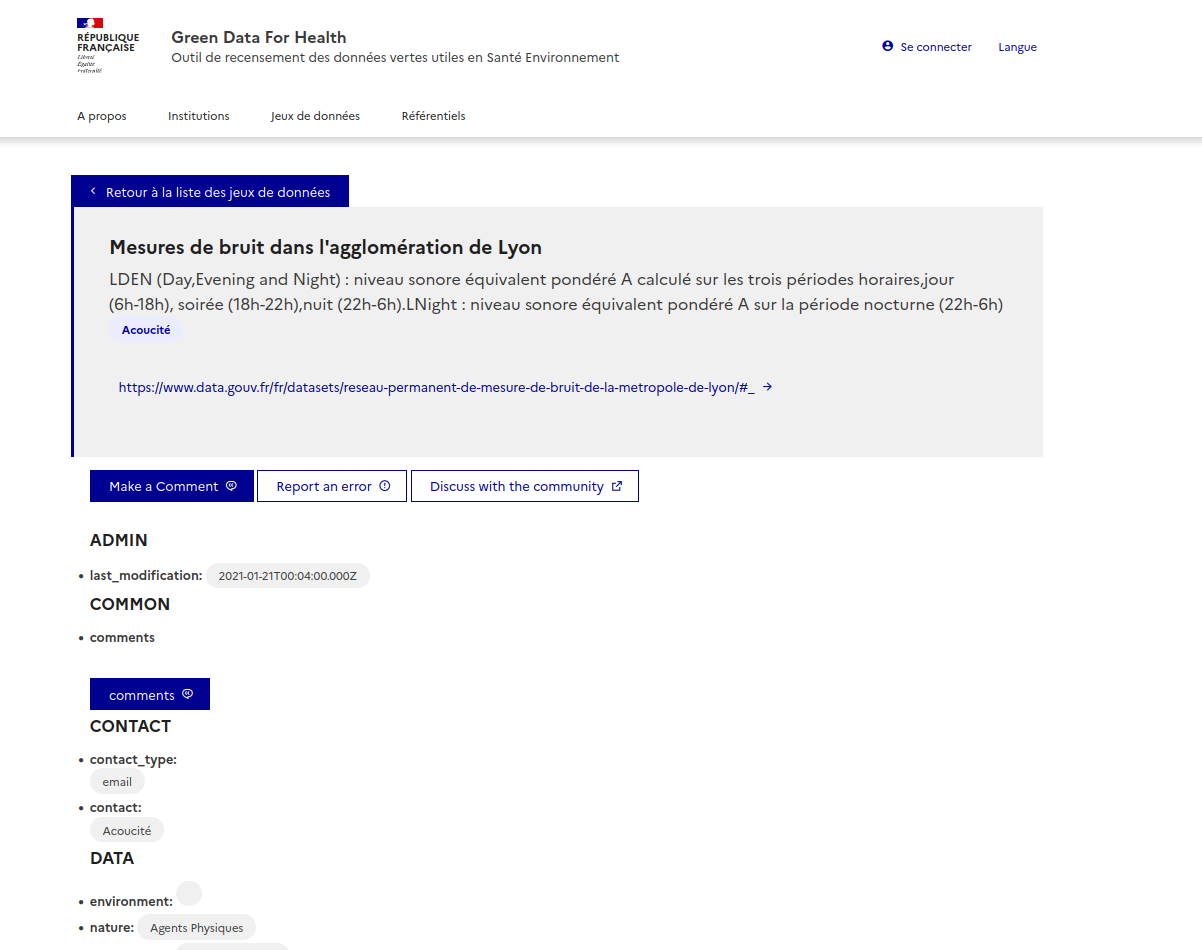 RÉPUBLIQUE
FRANÇAISE
Liberté
Égalité
Fraternité
Green Data For Health
Outil de recensement des données vertes utiles en Santé Environnement
Se connecter
Langue
A propos
Institutions
Jeux de données
Référentiels
Retour à la liste des jeux de données
Mesures de bruit dans l'agglomération de Lyon
LDEN (Day,Evening and Night) : niveau sonore équivalent pondéré A calculé sur les trois périodes horaires,jour
(6h-18h), soirée (18h-22h),nuit (22h-6h).LNight : niveau sonore équivalent pondéré A sur la période nocturne (22h-6h)
Acoucité
https://www.data.gouv.fr/fr/datasets/reseau-permanent-de-mesure-de-bruit-de-la-metropole-de-lyon/#_
Make a Comment
Report an error
Discuss with the community
ADMIN
• last_modification: 2021-01-21T00:04:00.000Z
COMMON
• comments
comments
CONTACT
• contact_type:
email
• contact:
Acoucité
DATA
• environment:
• nature: Agents Physiques